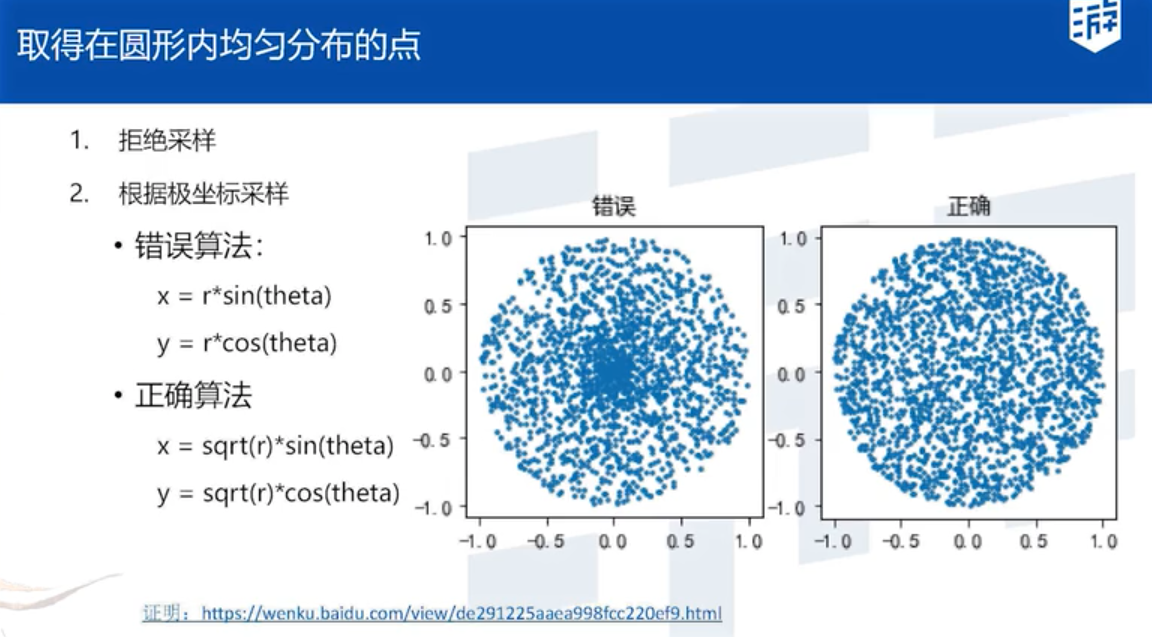 取得在圆形内均匀分布的点
游
1. 拒绝采样
2. 根据极坐标采样
• 错误算法：
x = r*sin(theta)
y = r*cos(theta)
• 正确算法
x = sqrt(r)*sin(theta)
y = sqrt(r)*cos(theta)
错误
1.0
0.5
0.0
−0.5
−1.0
−1.0 −0.5 0.0 0.5 1.0
正确
1.0
0.5
0.0
−0.5
−1.0
−1.0 −0.5 0.0 0.5 1.0
证明：https://wenku.baidu.com/view/de291225aaea998fcc220ef9.html